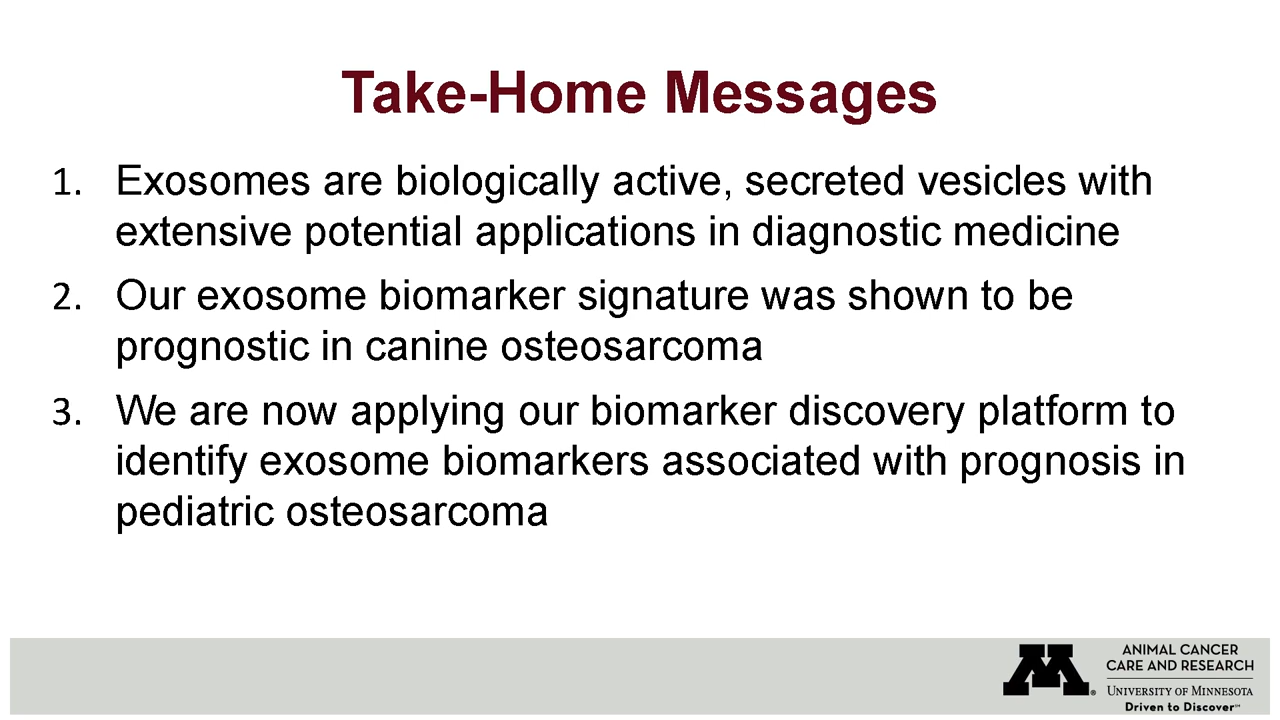 Take-Home Messages
1. Exosomes are biologically active, secreted vesicles with
extensive potential applications in diagnostic medicine
2. Our exosome biomarker signature was shown to be
prognostic in canine osteosarcoma
3. We are now applying our biomarker discovery platform to
identify exosome biomarkers associated with prognosis in
pediatric osteosarcoma
M®
ANIMAL CANCER
CARE AND RESEARCH
UNIVERSITY OF MINNESOTA
Driven to Discover℠